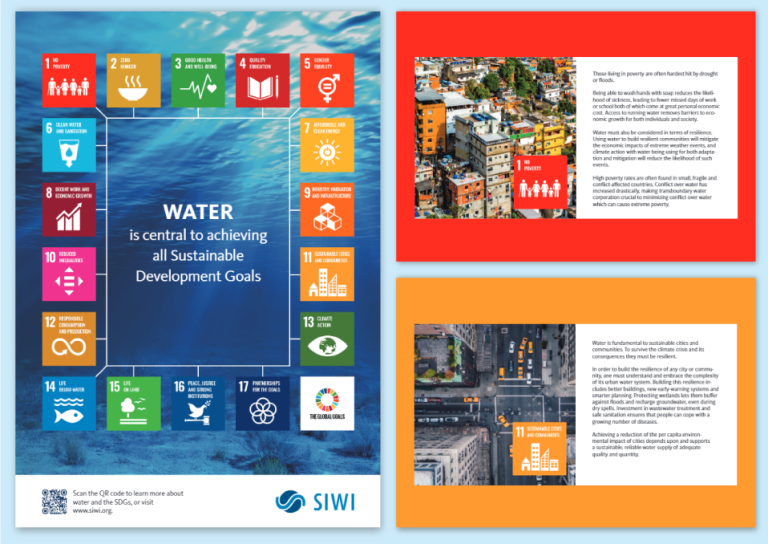 1 NO
POVERTY
2 ZERO
HUNGER
3 GOOD HEALTH
AND WELL-BEING
4 QUALITY
EDUCATION
5 GENDER
EQUALITY
6 CLEAN WATER
AND SANITATION
7 AFFORDABLE AND
CLEAN ENERGY
8 DECENT WORK AND
ECONOMIC GROWTH
9 INDUSTRY, INNOVATION
AND INFRASTRUCTURE
WATER
is central to achieving
all Sustainable
Development Goals
10 REDUCED
INEQUALITIES
11 SUSTAINABLE CITIES
AND COMMUNITIES
12 RESPONSIBLE
CONSUMPTION
AND PRODUCTION
13 CLIMATE
ACTION
14 LIFE
BELOW WATER
15 LIFE
ON LAND
16 PEACE, JUSTICE
AND STRONG
INSTITUTIONS
17 PARTNERSHIPS
FOR THE GOALS
THE GLOBAL GOALS
Scan the QR code to learn more about
water and the SDGs, or visit
www.siwi.org.
SIWI
1 NO
POVERTY
Those living in poverty are often hardest hit by drought
or floods.
Being able to wash hands with soap reduces the likeli-
hood of sickness, leading to fewer missed days of work
or school both of which come at great personal economic
cost. Access to running water removes barriers to eco-
nomic growth for both individuals and society.
Water must also be considered in terms of resilience.
Using water to build resilient communities will mitigate
the economic impacts of extreme weather events, and
climate action with water being using for both adapta-
tion and mitigation will reduce the likelihood of such
events.
High poverty rates are often found in small, fragile and
conflict-affected countries. Conflict over water has
increased drastically, making transboundary water
corporation crucial to minimizing conflict over water
which can cause extreme poverty.
11 SUSTAINABLE CITIES
AND COMMUNITIES
Water is fundamental to sustainable cities and
communities. To survive the climate crisis and its
consequences they must be resilient.
In order to build the resilience of any city or commu-
nity, one must understand and embrace the complexity
of its urban water system. Building this resilience in-
cludes better buildings, new early-warning systems and
smarter planning. Protecting wetlands lets them buffer
against floods and recharge groundwater, even during
dry spells. Investment in wastewater treatment and
safe sanitation ensures that people can cope with a
growing number of diseases.
Achieving a reduction of the per capita environ-
mental impact of cities depends upon and supports
a sustainable, reliable water supply of adequate
quality and quantity.